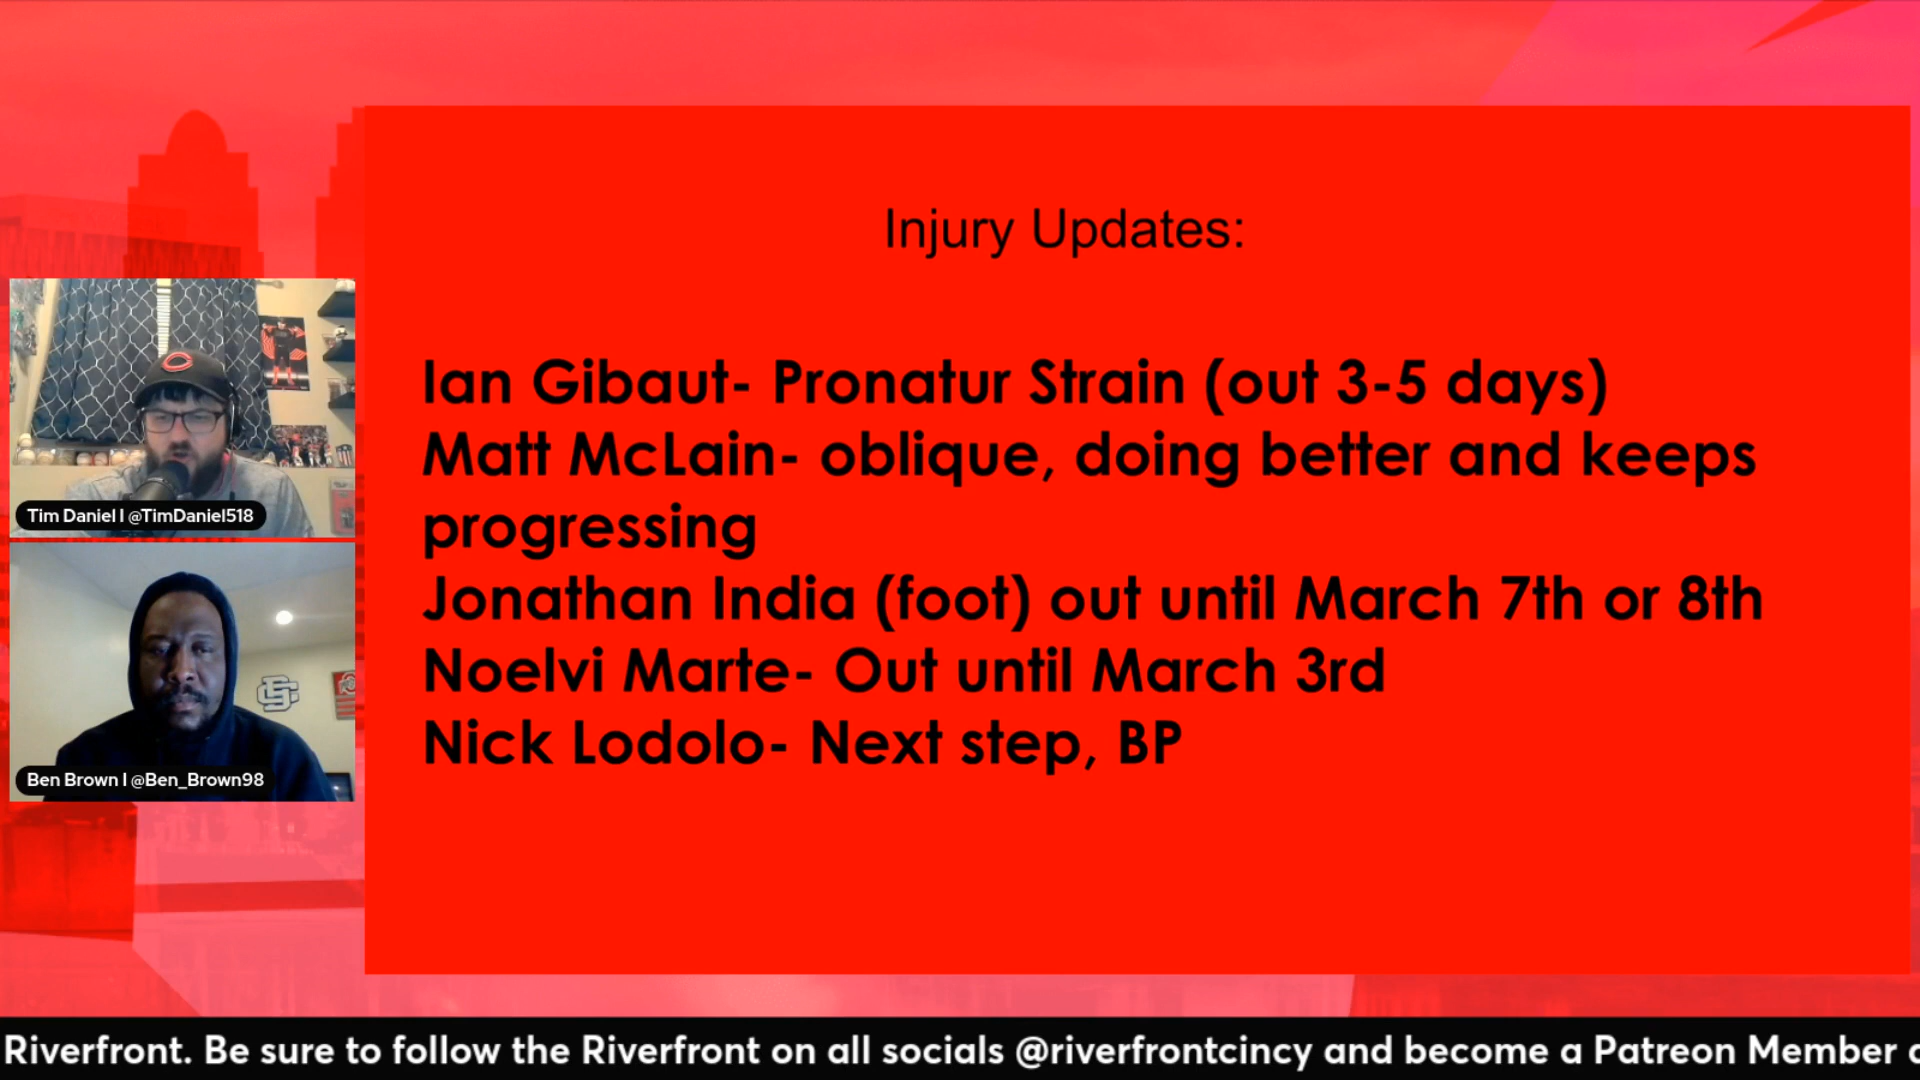 Injury Updates:
Ian Gibaut- Pronatur Strain (out 3-5 days)
Matt McLain- oblique, doing better and keeps
progressing
Jonathan India (foot) out until March 7th or 8th
Noelvi Marte- Out until March 3rd
Nick Lodolo- Next step, BP
Tim Daniel I @TimDaniel518
Ben Brown I @Ben_Brown98
Riverfront. Be sure to follow the Riverfront on all socials @riverfrontcincy and become a Patreon Member